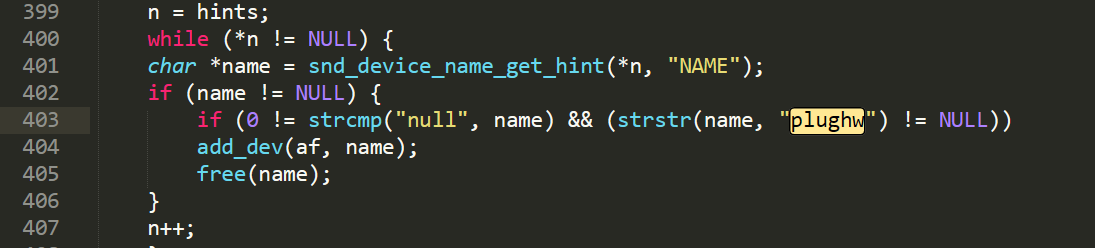 399 n = hints;
400 while (*n != NULL) {
401 char *name = snd_device_name_get_hint(*n, "NAME");
402 if (name != NULL) {
403 if (0 != strcmp("null", name) && (strstr(name, "plughw") != NULL))
404 add_dev(af, name);
405 free(name);
406 }
407 n++;